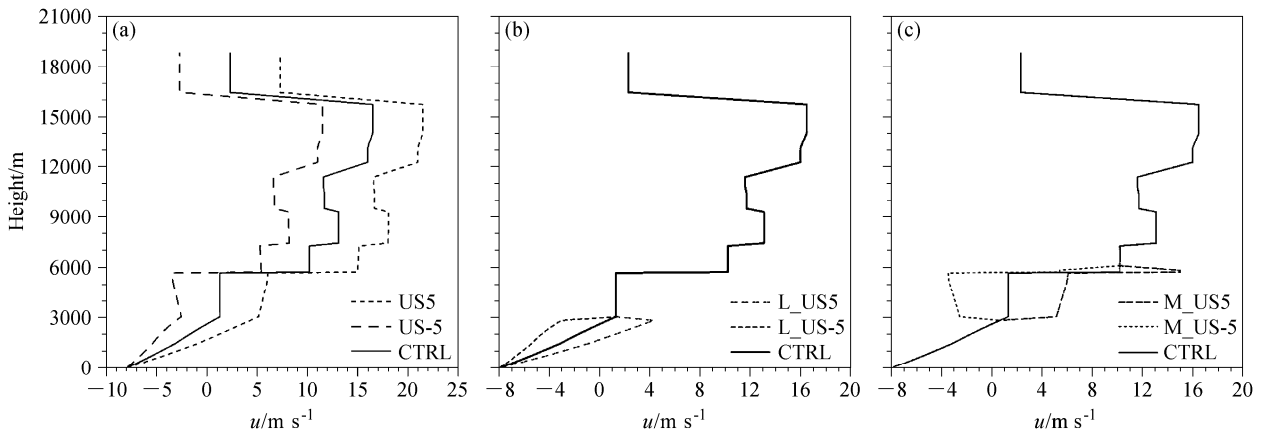 Height/m
21000
18000
15000
12000
9000
6000
3000
0
(a)
US5
US-5
CTRL
−10 −5 0 5 10 15 20 25
u/m s⁻¹
(b)
L_US5
L_US-5
CTRL
−8 −4 0 4 8 12 16 20
u/m s⁻¹
(c)
M_US5
M_US-5
CTRL
−8 −4 0 4 8 12 16 20
u/m s⁻¹